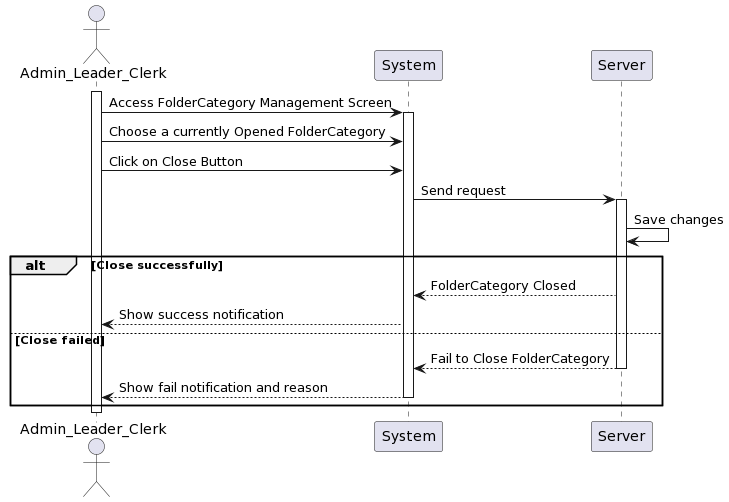 Admin_Leader_Clerk
System
Server
Access FolderCategory Management Screen
Choose a currently Opened FolderCategory
Click on Close Button
Send request
Save changes
alt [Close successfully]
FolderCategory Closed
Show success notification
[Close failed]
Fail to Close FolderCategory
Show fail notification and reason
Admin_Leader_Clerk
System
Server